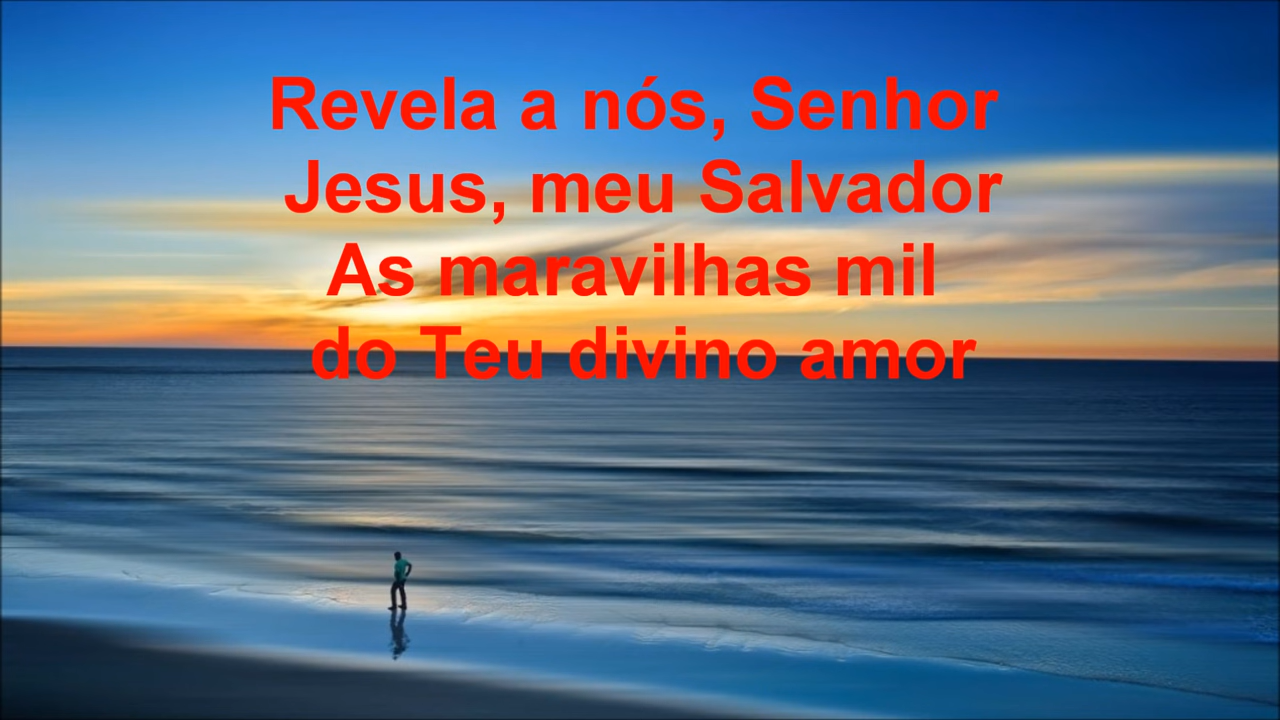 Revela a nós, Senhor
Jesus, meu Salvador
As maravilhas mil
do Teu divino amor